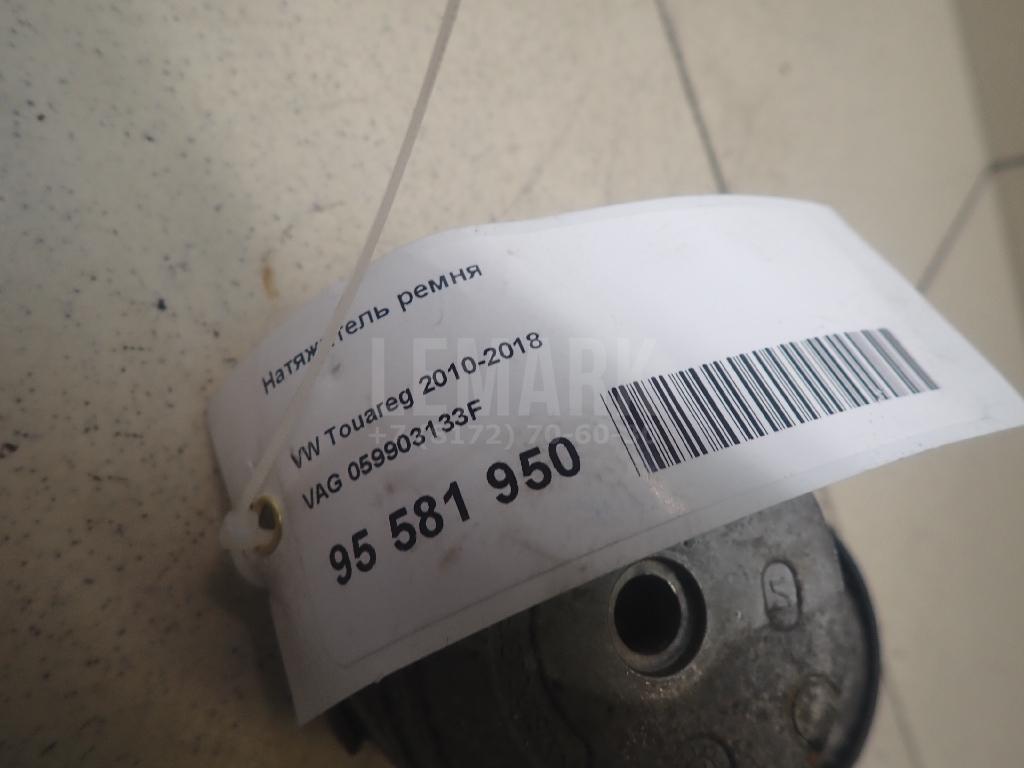 Натяжитель ремня
VW Touareg 2010-2018
VAG 059903133F
95 581 950
LEMARK